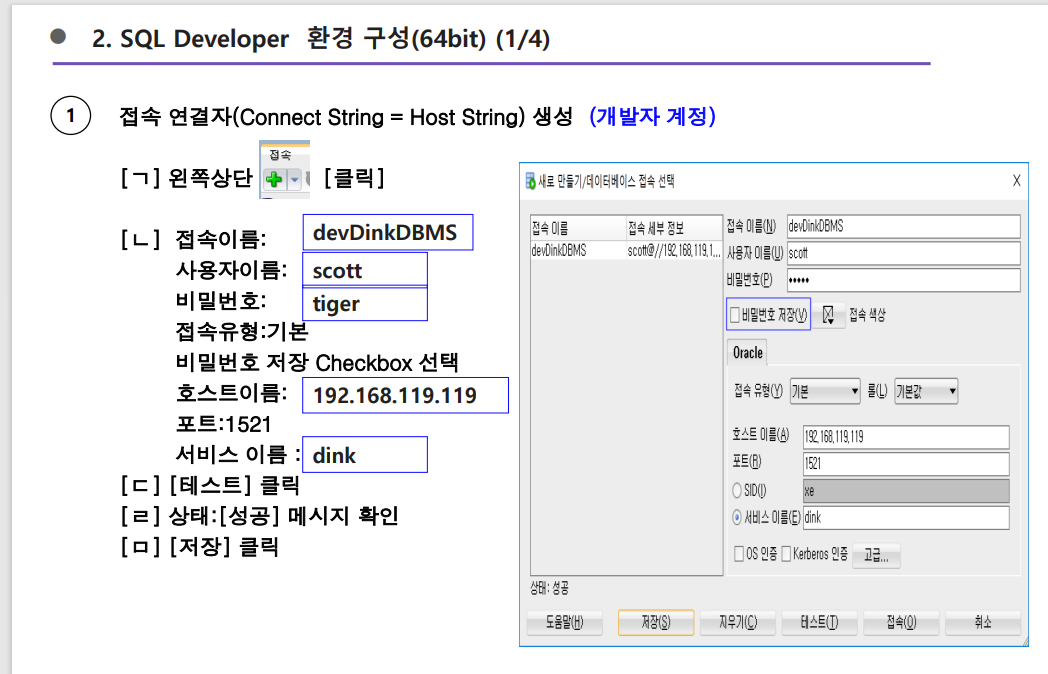 2. SQL Developer 환경 구성(64bit) (1/4)
1 접속 연결자(Connect String = Host String) 생성 (개발자 계정)
[ㄱ] 왼쪽상단 접속 [클릭]
[ㄴ] 접속이름: devDinkDBMS
사용자이름: scott
비밀번호: tiger
접속유형:기본
비밀번호 저장 Checkbox 선택
호스트이름: 192.168.119.119
포트:1521
서비스 이름 : dink
[ㄷ] [테스트] 클릭
[ㄹ] 상태:[성공] 메시지 확인
[ㅁ] [저장] 클릭
새로 만들기/데이터베이스 접속 선택 X
접속 이름 접속 세부 정보
devDinkDBMS scott@//192,168,119,1...
접속 이름(N) devDinkDBMS
사용자 이름(U) scott
비밀번호(P) •••••
비밀번호 저장(V) 접속 색상
Oracle
접속 유형(Y) 기본 롤(L) 기본값
호스트 이름(A) 192,168,119,119
포트(R) 1521
SID(I) xe
서비스 이름(E) dink
OS 인증 Kerberos 인증 고급...
상태: 성공
도움말(H) 저장(S) 지우기(C) 테스트(T) 접속(O) 취소